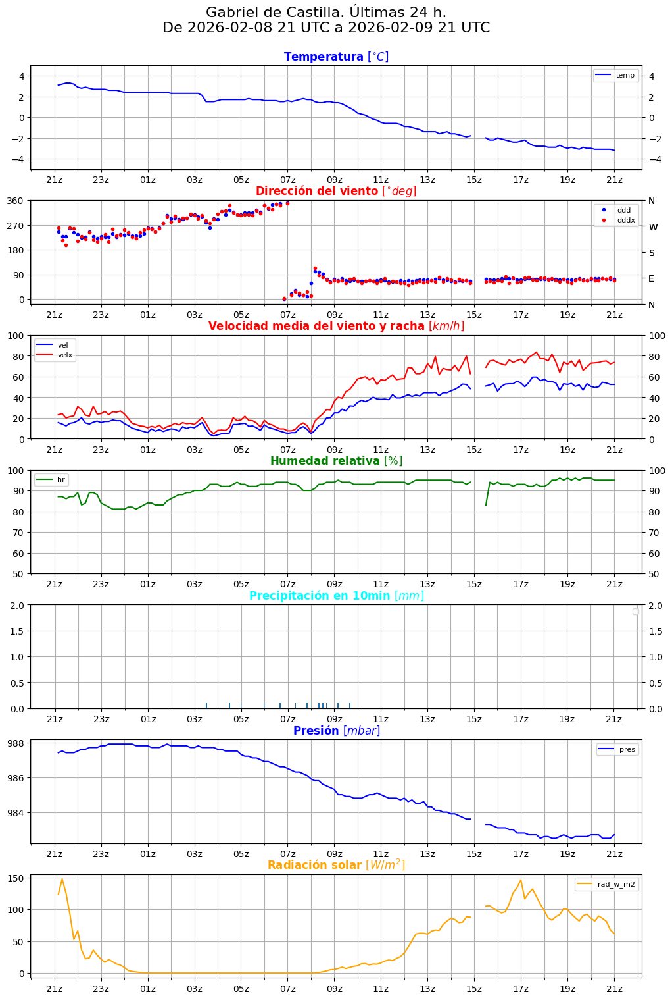 Gabriel de Castilla. Últimas 24 h.
De 2026-02-08 21 UTC a 2026-02-09 21 UTC
Temperatura [°C]
4 2 0 −2 −4
temp
4 2 0 −2 −4
21z 23z 01z 03z 05z 07z 09z 11z 13z 15z 17z 19z 21z
Dirección del viento [°deg]
360 270 180 90 0
ddd
dddx
N W S E N
21z 23z 01z 03z 05z 07z 09z 11z 13z 15z 17z 19z 21z
Velocidad media del viento y racha [km/h]
100 80 60 40 20 0
vel
velx
100 80 60 40 20 0
21z 23z 01z 03z 05z 07z 09z 11z 13z 15z 17z 19z 21z
Humedad relativa [%]
100 90 80 70 60 50
hr
100 90 80 70 60 50
21z 23z 01z 03z 05z 07z 09z 11z 13z 15z 17z 19z 21z
Precipitación en 10min [mm]
2.0 1.5 1.0 0.5 0.0
2.0 1.5 1.0 0.5 0.0
21z 23z 01z 03z 05z 07z 09z 11z 13z 15z 17z 19z 21z
Presión [mbar]
988 986 984
pres
21z 23z 01z 03z 05z 07z 09z 11z 13z 15z 17z 19z 21z
Radiación solar [W/m²]
150 100 50 0
rad_w_m2
21z 23z 01z 03z 05z 07z 09z 11z 13z 15z 17z 19z 21z